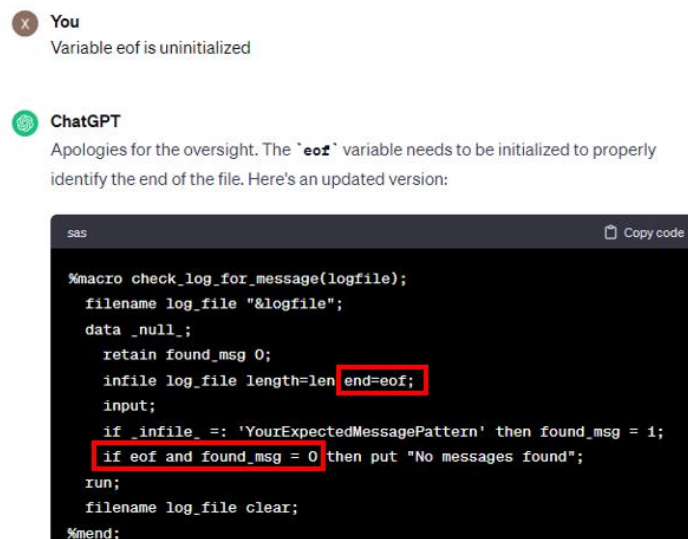 X You
Variable eof is uninitialized
ChatGPT
Apologies for the oversight. The `eof` variable needs to be initialized to properly
identify the end of the file. Here's an updated version:
sas Copy code
%macro check_log_for_message(logfile);
filename log_file "&logfile";
data _null_;
retain found_msg 0;
infile log_file length=len end=eof;
input;
if _infile_ =: 'YourExpectedMessagePattern' then found_msg = 1;
if eof and found_msg = 0 then put "No messages found";
run;
filename log_file clear;
%mend;